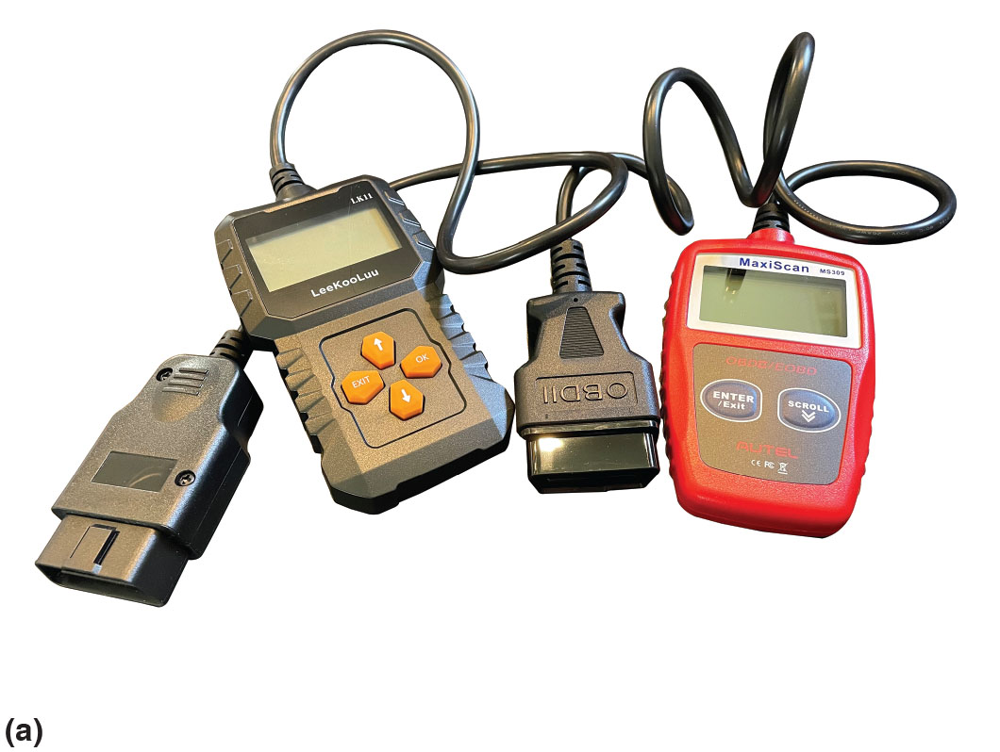 LK11
LeeKooLuu
OK
EXIT
OBDII
MaxiScan MS309
OBDII/EOBD
ENTER
/Exit
SCROLL
AUTEL
CE FC
(a)